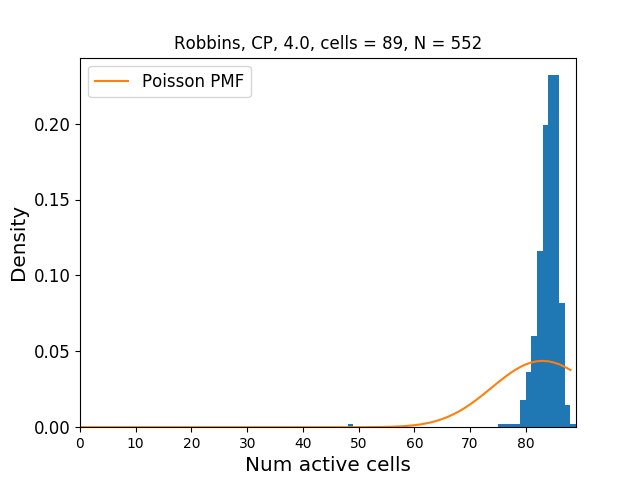 Robbins, CP, 4.0, cells = 89, N = 552
Poisson PMF
Density
0.20
0.15
0.10
0.05
0.00
0 10 20 30 40 50 60 70 80
Num active cells